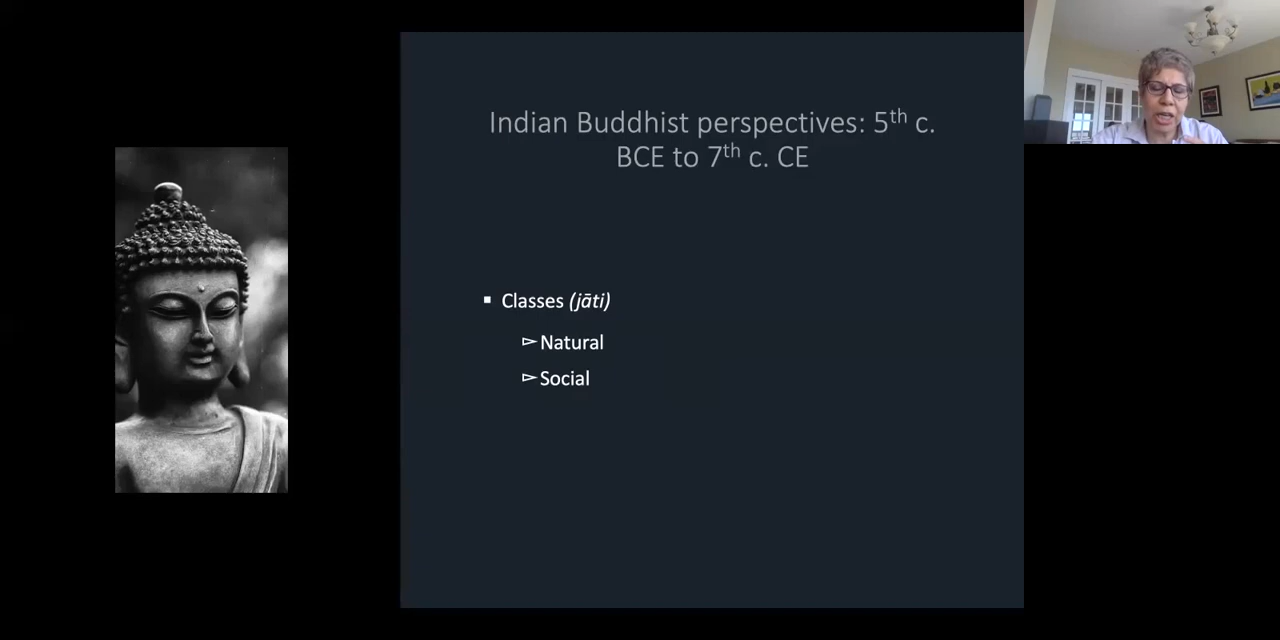 Indian Buddhist perspectives: 5th c.
BCE to 7th c. CE
Classes (jāti)
Natural
Social